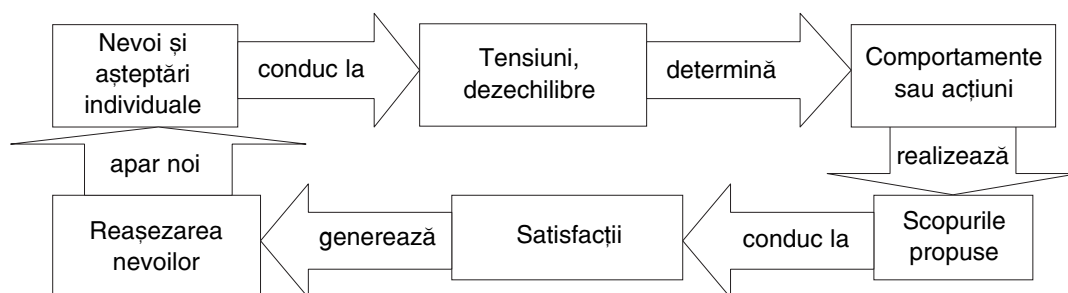 Nevoi și
așteptări
individuale
conduc la
Tensiuni,
dezechilibre
determină
Comportamente
sau acțiuni
realizează
Scopurile
propuse
conduc la
Satisfacții
generează
Reașezarea
nevoilor
apar noi